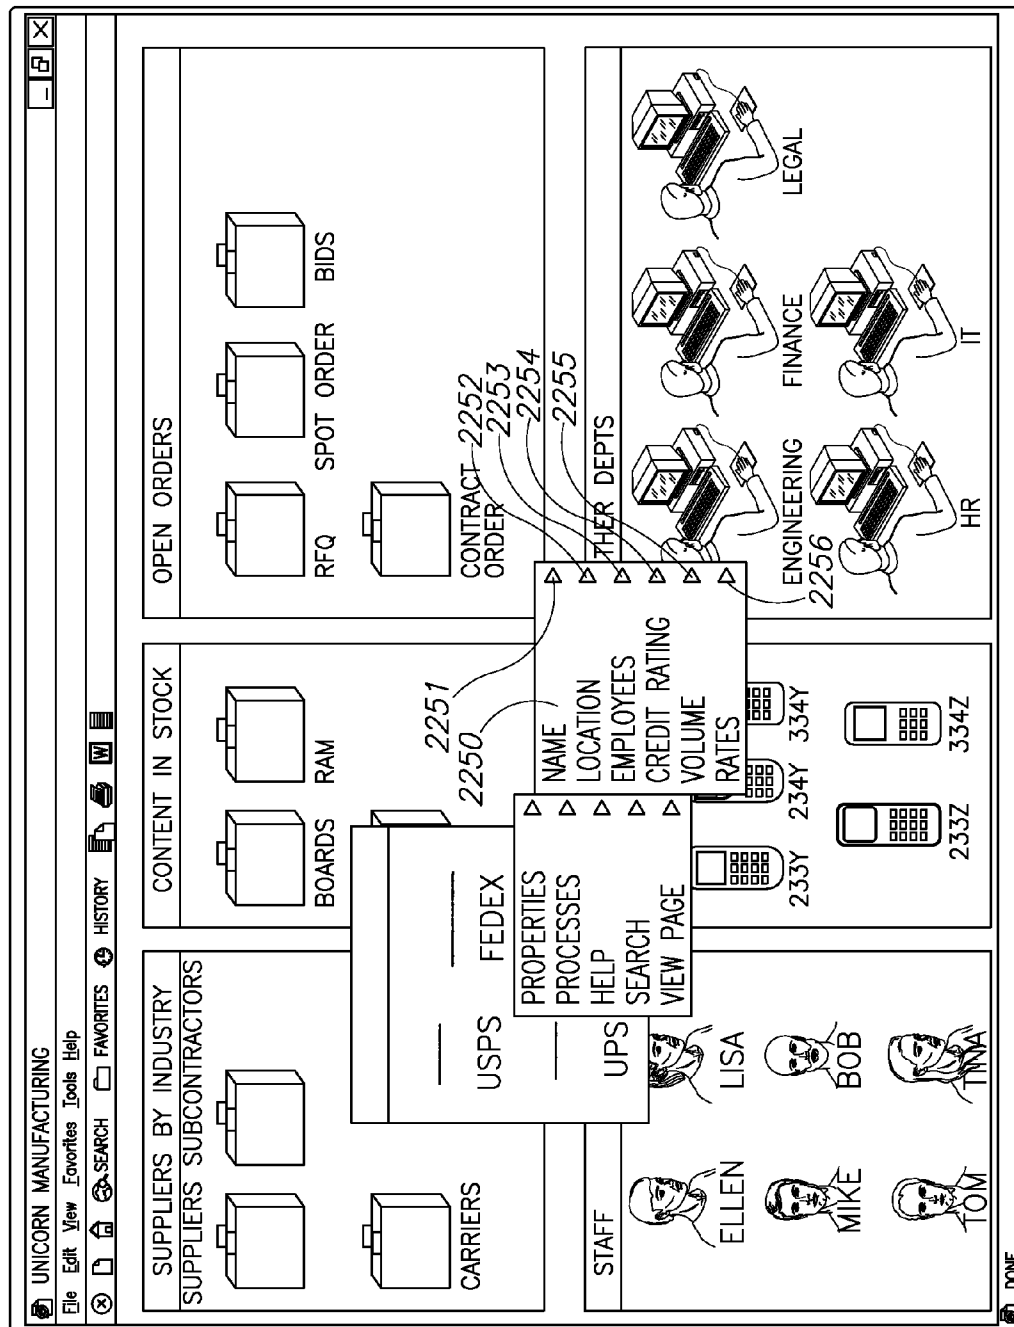 UNICORN MANUFACTURING
File Edit View Favorites Tools Help
SEARCH FAVORITES HISTORY W
SUPPLIERS BY INDUSTRY
SUPPLIERS SUBCONTRACTORS
CARRIERS
CONTENT IN STOCK
BOARDS RAM
OPEN ORDERS
RFQ SPOT ORDER BIDS
CONTRACT
ORDER
USPS FEDEX
UPS
PROPERTIES
PROCESSES
HELP
SEARCH
VIEW PAGE
2250
2251
NAME
LOCATION
EMPLOYEES
CREDIT RATING
VOLUME
RATES
2252
2253
2254
2255
2256
STAFF
ELLEN LISA
MIKE BOB
TOM TINA
233Y 234Y 334Y
233Z 334Z
THER DEPTS
ENGINEERING FINANCE LEGAL
HR IT
DONE